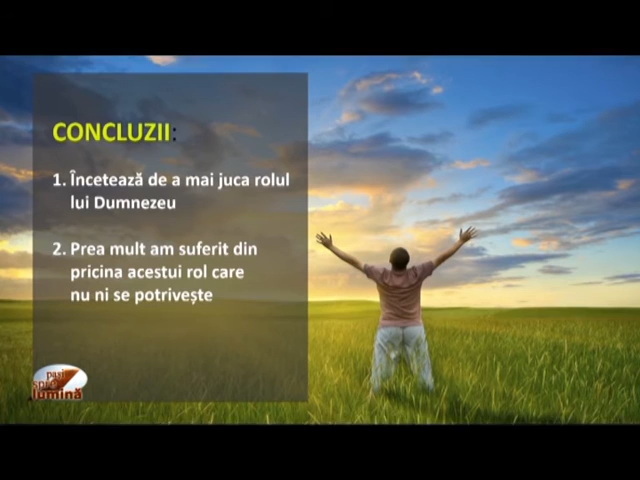 CONCLUZII:
1. Încetează de a mai juca rolul
lui Dumnezeu
2. Prea mult am suferit din
pricina acestui rol care
nu ni se potrivește
pași
spre
lumină